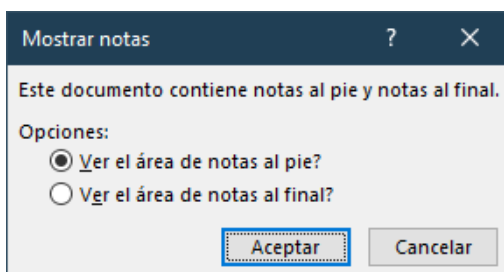 Mostrar notas ? ×
Este documento contiene notas al pie y notas al final.
Opciones:
Ver el área de notas al pie?
Ver el área de notas al final?
Aceptar Cancelar